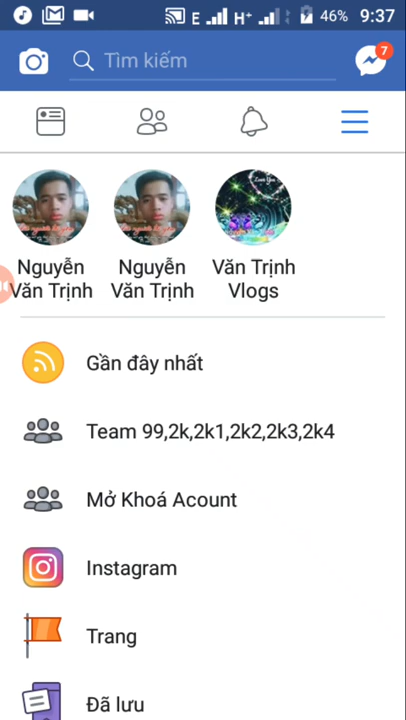 E H+ 46% 9:37
Tìm kiếm
7
Nguyễn Văn Trịnh
Nguyễn Văn Trịnh
Văn Trịnh Vlogs
Gần đây nhất
Team 99,2k,2k1,2k2,2k3,2k4
Mở Khoá Acount
Instagram
Trang
Đã lưu